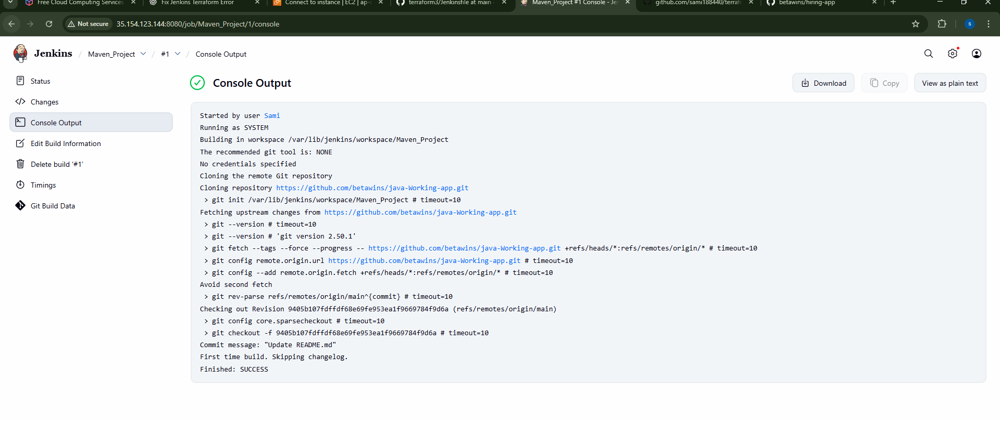 Free Cloud Computing Services
Fix Jenkins Terraform Error
Connect to instance | EC2 | ap-s
terraform3/Jenkinsfile at main
Maven_Project #1 Console - Jen
github.com/sami188440/terrafo
betawins/hiring-app
Not secure
35.154.123.144:8080/job/Maven_Project/1/console
S
Jenkins / Maven_Project / #1 / Console Output
Status
Changes
Console Output
Edit Build Information
Delete build ‘#1’
Timings
Git Build Data
Console Output
Download
Copy
View as plain text
Started by user Sami
Running as SYSTEM
Building in workspace /var/lib/jenkins/workspace/Maven_Project
The recommended git tool is: NONE
No credentials specified
Cloning the remote Git repository
Cloning repository https://github.com/betawins/java-Working-app.git
> git init /var/lib/jenkins/workspace/Maven_Project # timeout=10
Fetching upstream changes from https://github.com/betawins/java-Working-app.git
> git --version # timeout=10
> git --version # 'git version 2.50.1'
> git fetch --tags --force --progress -- https://github.com/betawins/java-Working-app.git +refs/heads/*:refs/remotes/origin/* # timeout=10
> git config remote.origin.url https://github.com/betawins/java-Working-app.git # timeout=10
> git config --add remote.origin.fetch +refs/heads/*:refs/remotes/origin/* # timeout=10
Avoid second fetch
> git rev-parse refs/remotes/origin/main^{commit} # timeout=10
Checking out Revision 9405b107fdffdf68e69fe953ea1f9669784f9d6a (refs/remotes/origin/main)
> git config core.sparsecheckout # timeout=10
> git checkout -f 9405b107fdffdf68e69fe953ea1f9669784f9d6a # timeout=10
Commit message: "Update README.md"
First time build. Skipping changelog.
Finished: SUCCESS